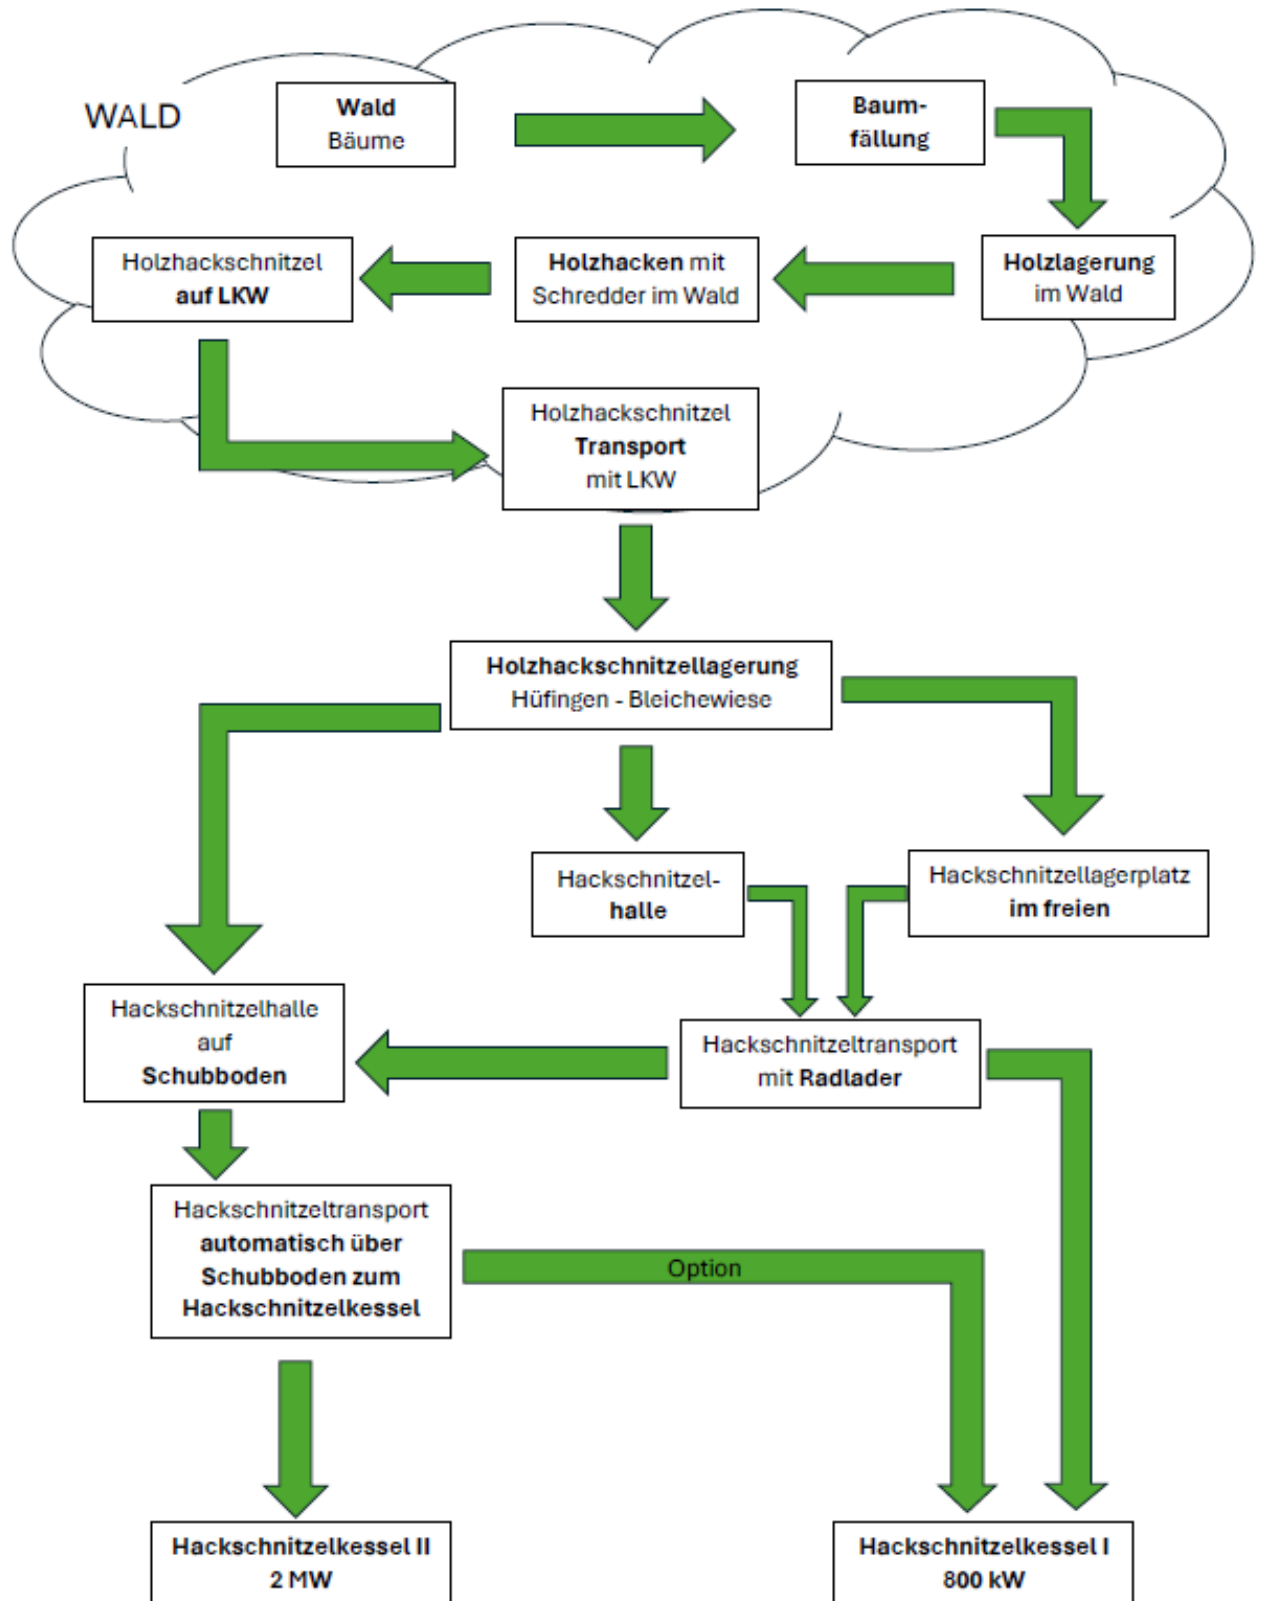 WALD
Wald
Bäume
Baum-
fällung
Holzhackschnitzel
auf LKW
Holzhacken mit
Schredder im Wald
Holzlagerung
im Wald
Holzhackschnitzel
Transport
mit LKW
Holzhackschnitzellagerung
Hüfingen - Bleichewiese
Hackschnitzel-
halle
Hackschnitzellagerplatz
im freien
Hackschnitzelhalle
auf
Schubboden
Hackschnitzeltransport
mit Radlader
Hackschnitzeltransport
automatisch über
Schubboden zum
Hackschnitzelkessel
Option
Hackschnitzelkessel II
2 MW
Hackschnitzelkessel I
800 kW